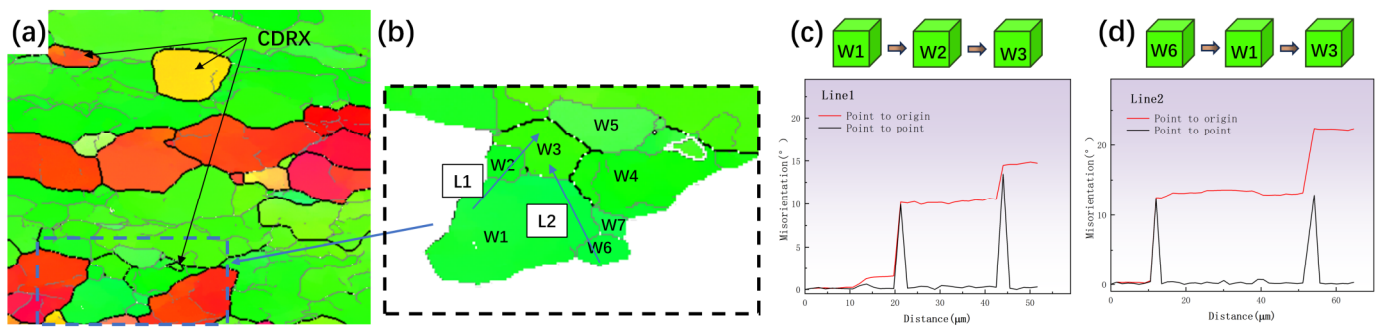 (a)
CDRX
(b)
W5
W3
W2
L1
W4
L2
W7
W1
W6
(c)
W1
W2
W3
Line1
Point to origin
Point to point
Misorientation(°)
20
15
10
5
0
0
10
20
30
40
50
Distance(μm)
(d)
W6
W1
W3
Line2
Point to origin
Point to point
Misorientation(°)
20
10
0
0
20
40
60
Distance(μm)